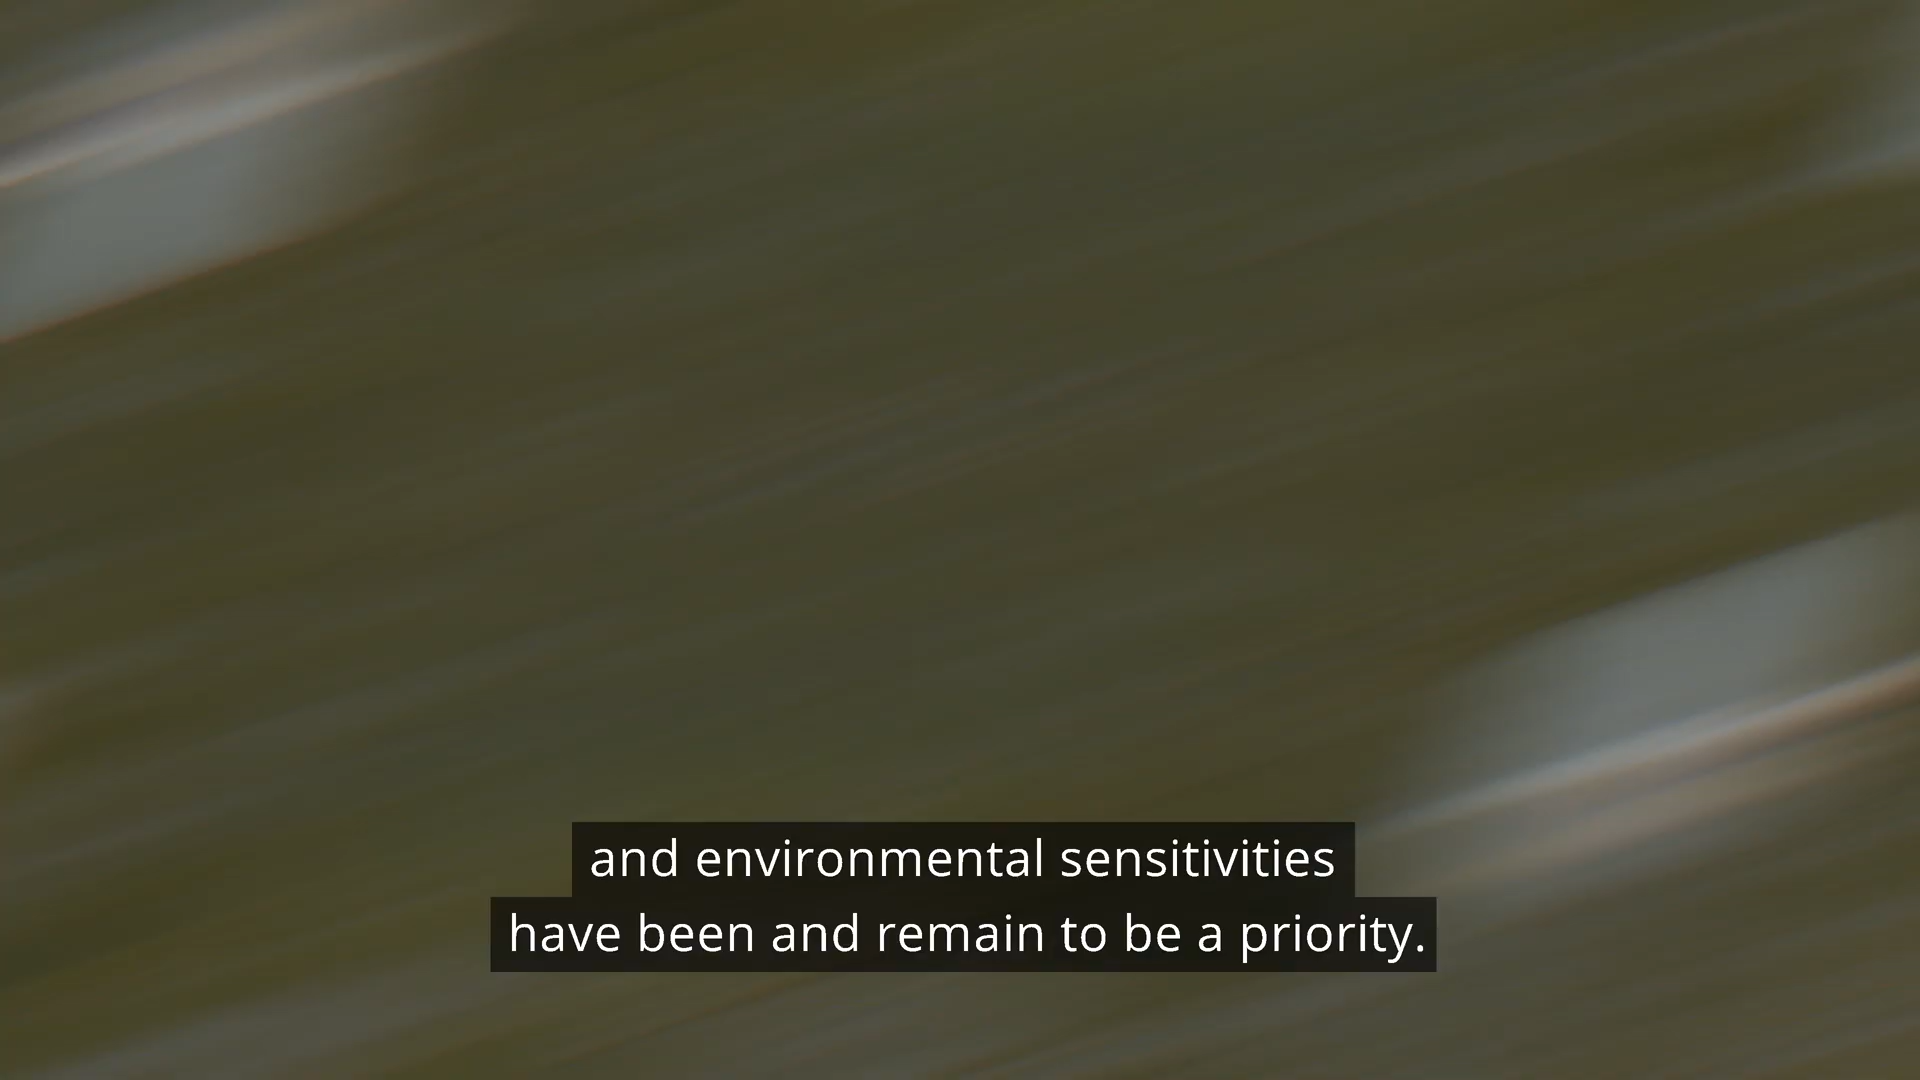 and environmental sensitivities
have been and remain to be a priority.